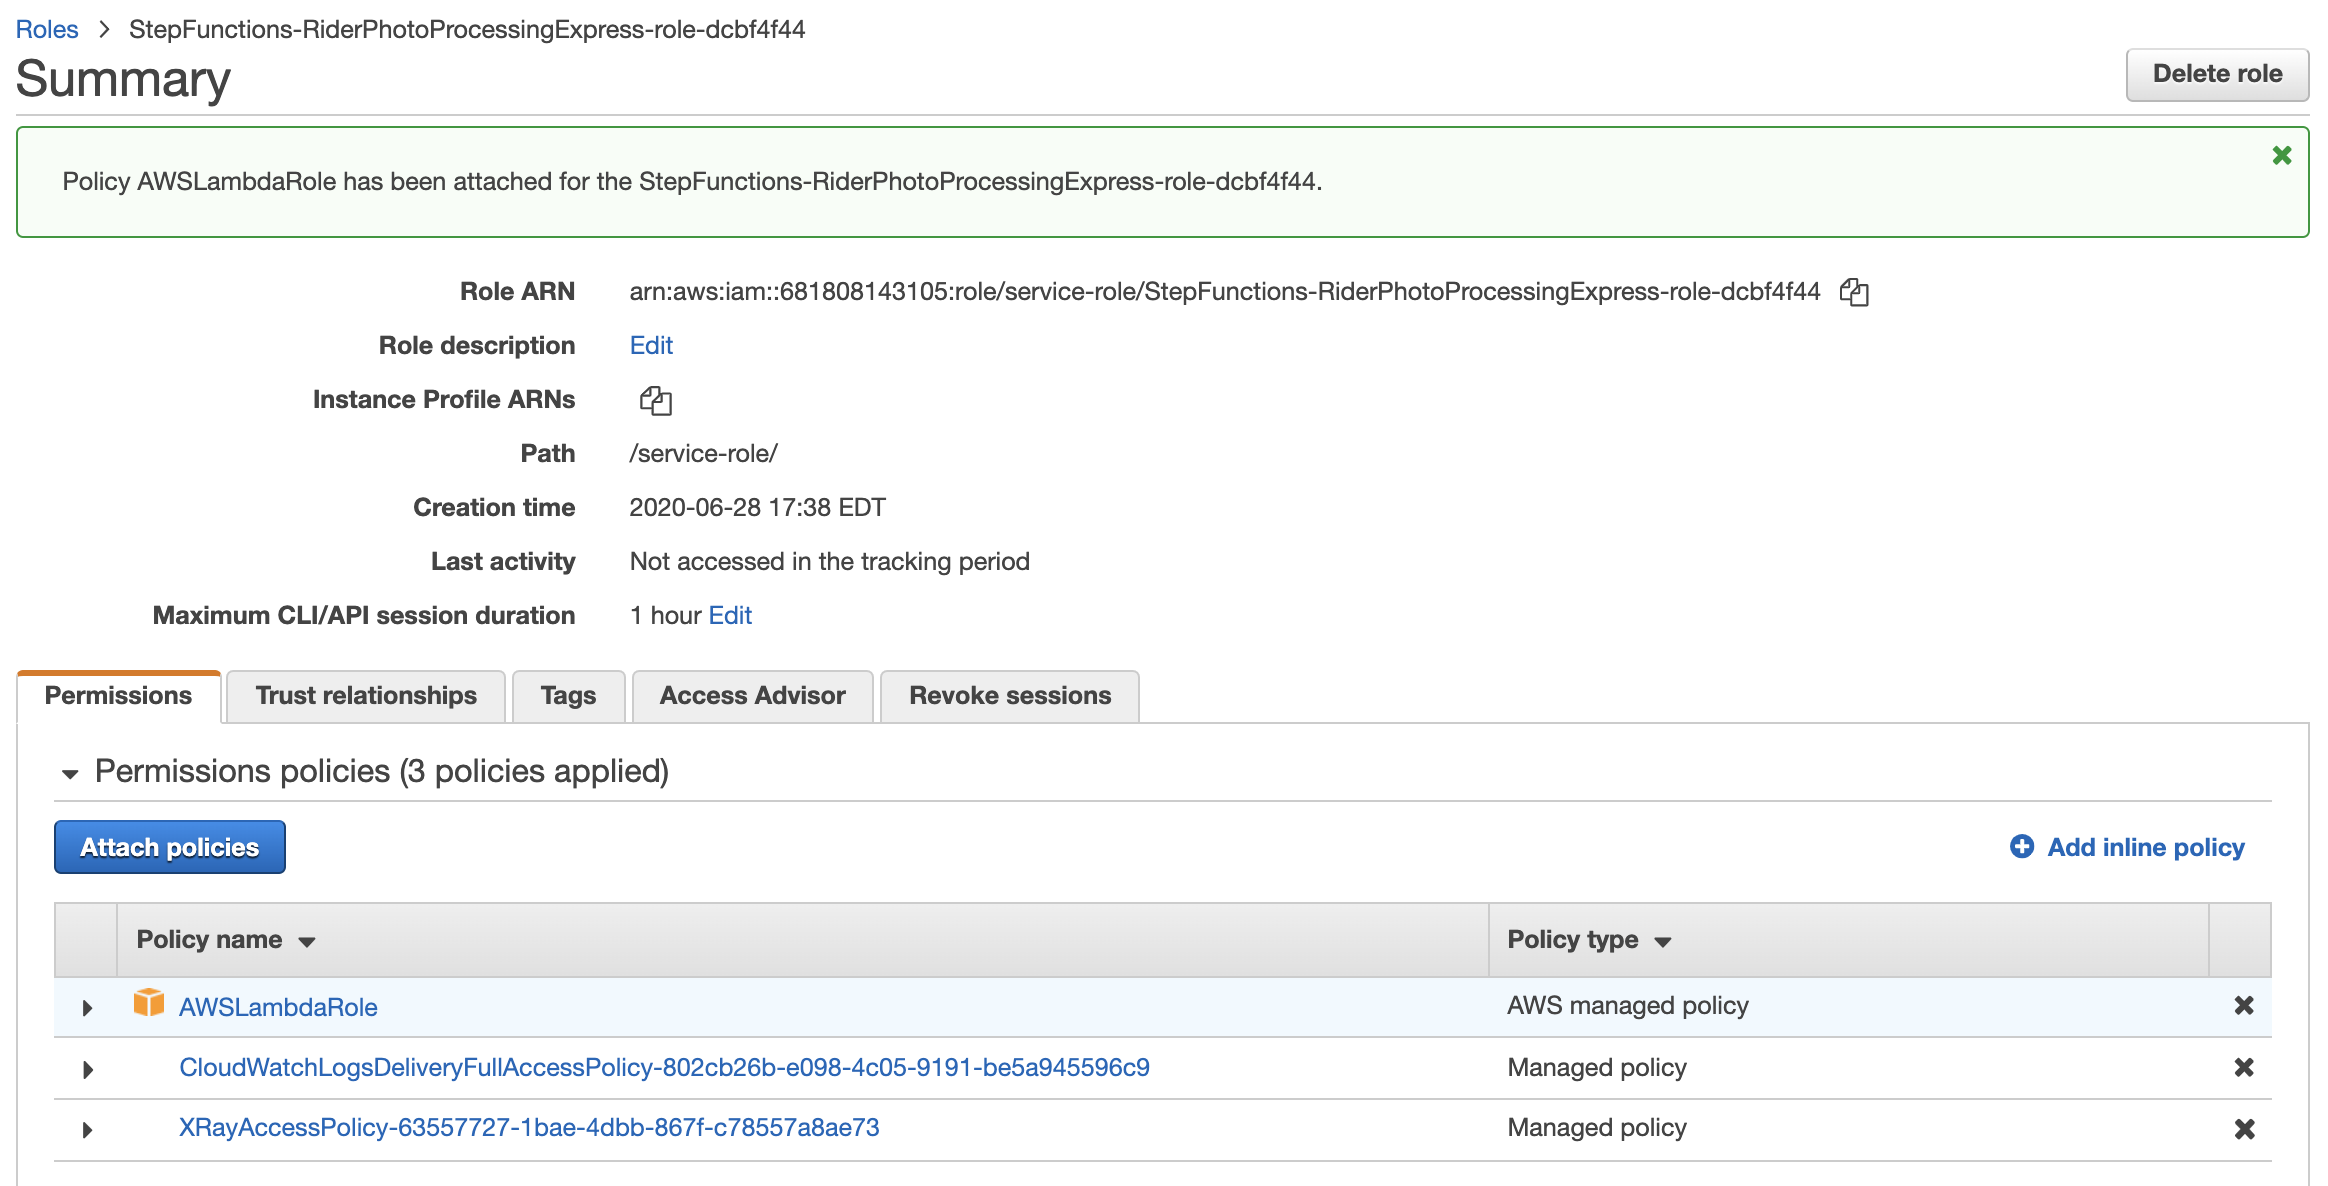 Roles > StepFunctions-RiderPhotoProcessingExpress-role-dcbf4f44
Summary
Delete role
Policy AWSLambdaRole has been attached for the StepFunctions-RiderPhotoProcessingExpress-role-dcbf4f44.
Role ARN arn:aws:iam::681808143105:role/service-role/StepFunctions-RiderPhotoProcessingExpress-role-dcbf4f44
Role description Edit
Instance Profile ARNs
Path /service-role/
Creation time 2020-06-28 17:38 EDT
Last activity Not accessed in the tracking period
Maximum CLI/API session duration 1 hour Edit
Permissions Trust relationships Tags Access Advisor Revoke sessions
Permissions policies (3 policies applied)
Attach policies Add inline policy
Policy name Policy type
AWSLambdaRole AWS managed policy
CloudWatchLogsDeliveryFullAccessPolicy-802cb26b-e098-4c05-9191-be5a945596c9 Managed policy
XRayAccessPolicy-63557727-1bae-4dbb-867f-c78557a8ae73 Managed policy